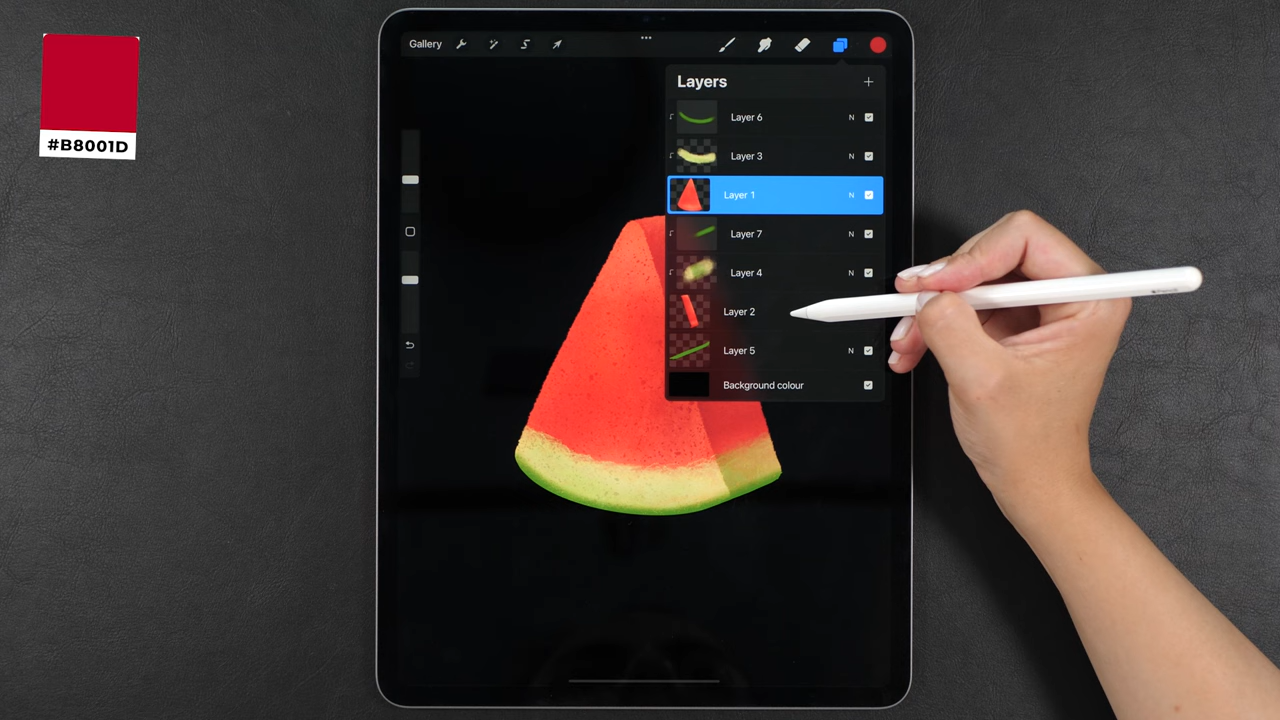 #B8001D
Gallery
Layers
Layer 6 N
Layer 3 N
Layer 1 N
Layer 7 N
Layer 4 N
Layer 2
Layer 5 N
Background colour